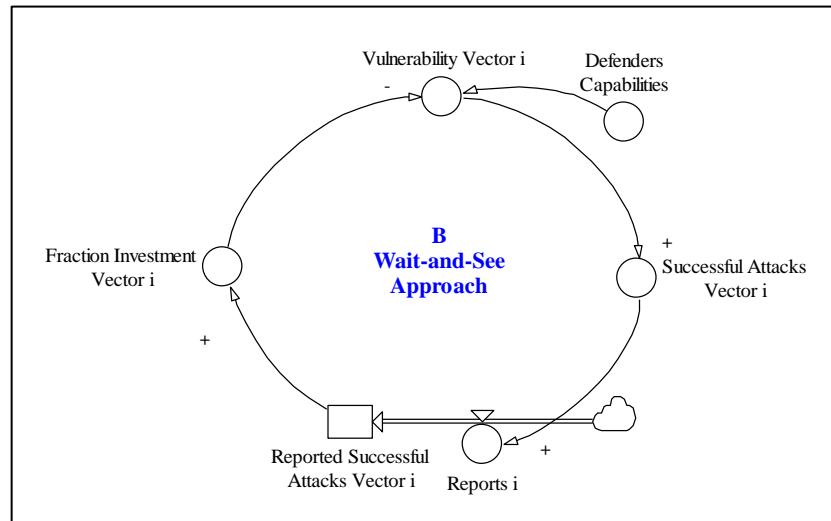 Vulnerability Vector i
Defenders
Capabilities
-
B
Wait-and-See
Approach
Fraction Investment
Vector i
+
Successful Attacks
Vector i
+
Reported Successful
Attacks Vector i
Reports i
+